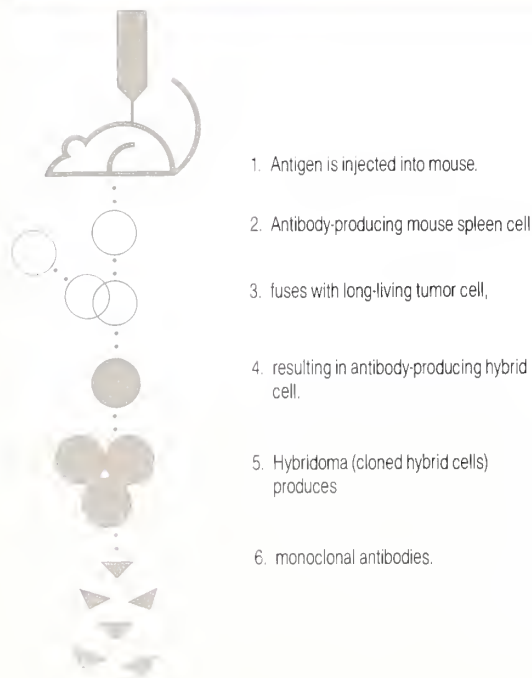 1. Antigen is injected into mouse.
2. Antibody-producing mouse spleen cell
3. fuses with long-living tumor cell,
4. resulting in antibody-producing hybrid
cell.
5. Hybridoma (cloned hybrid cells)
produces
6. monoclonal antibodies.